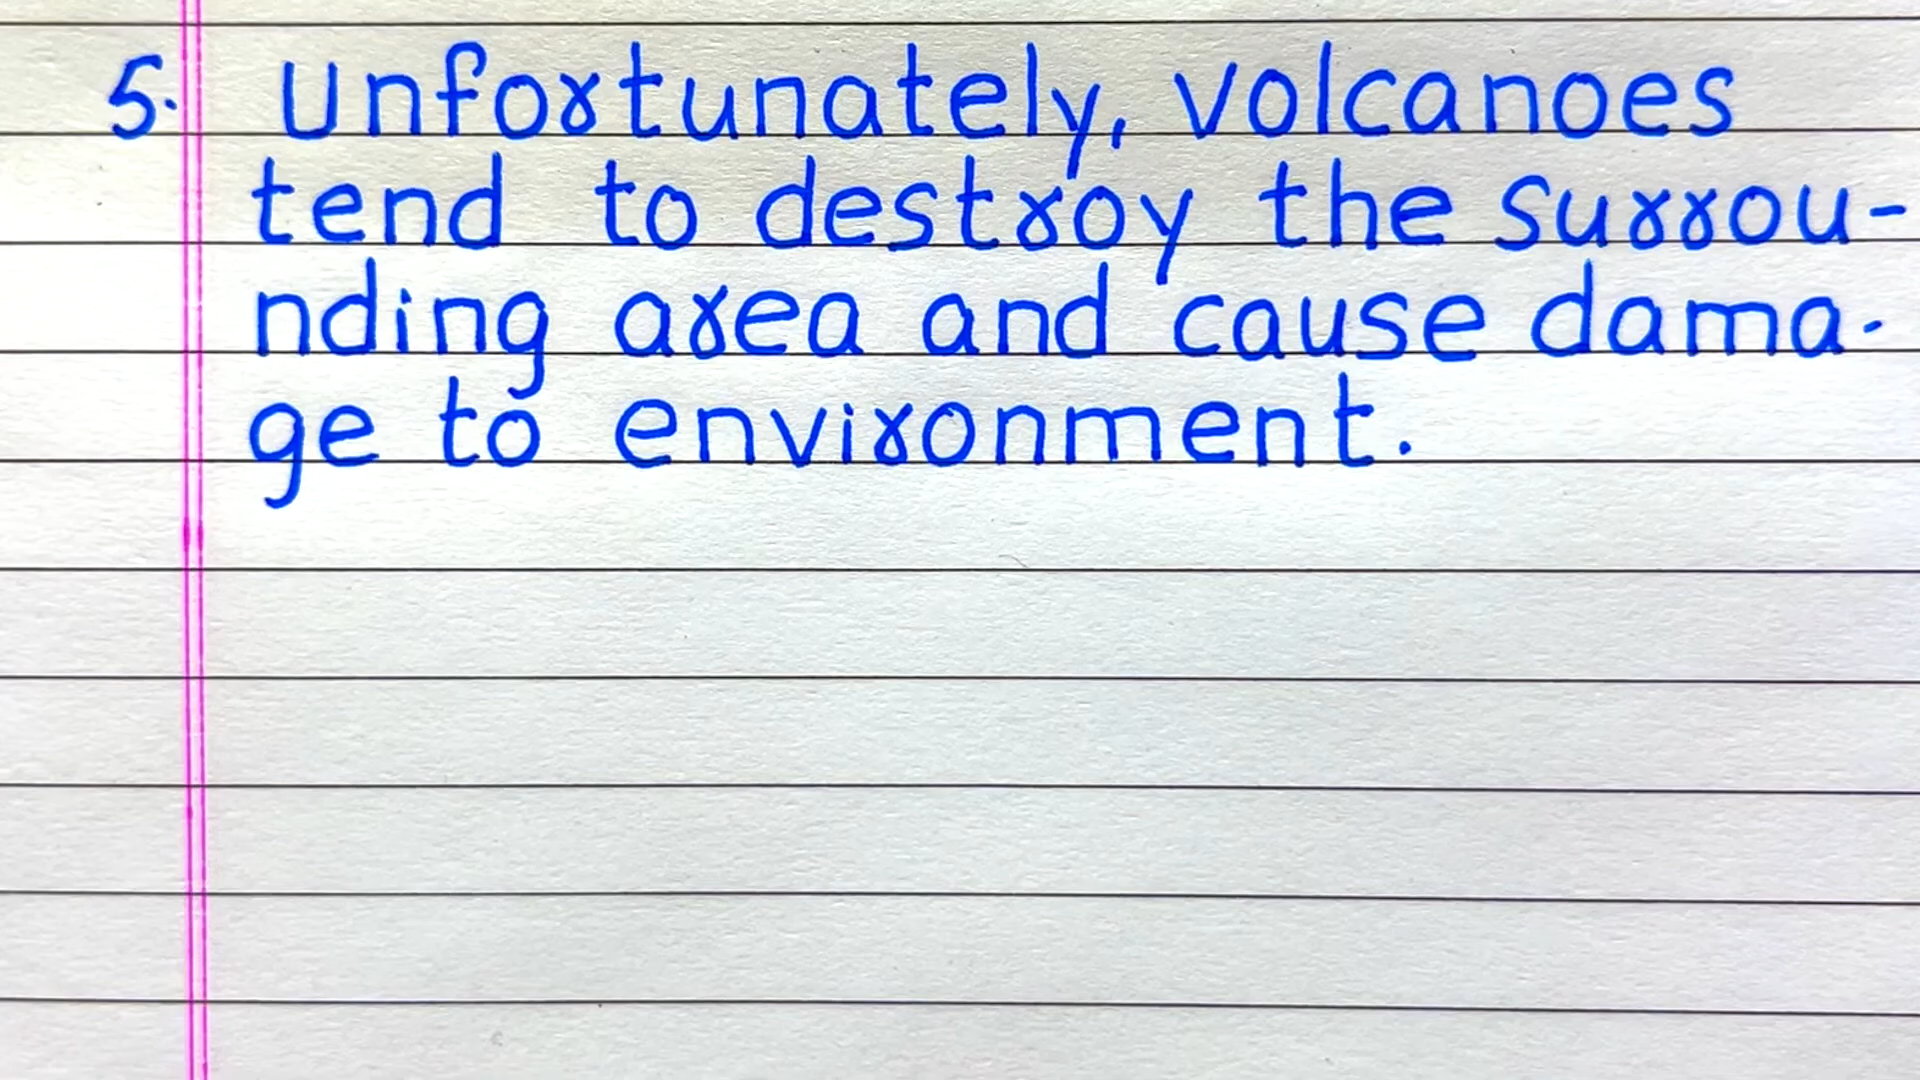 5. Unfortunately, volcanoes
tend to destroy the surrou-
nding area and cause dama-
ge to environment.